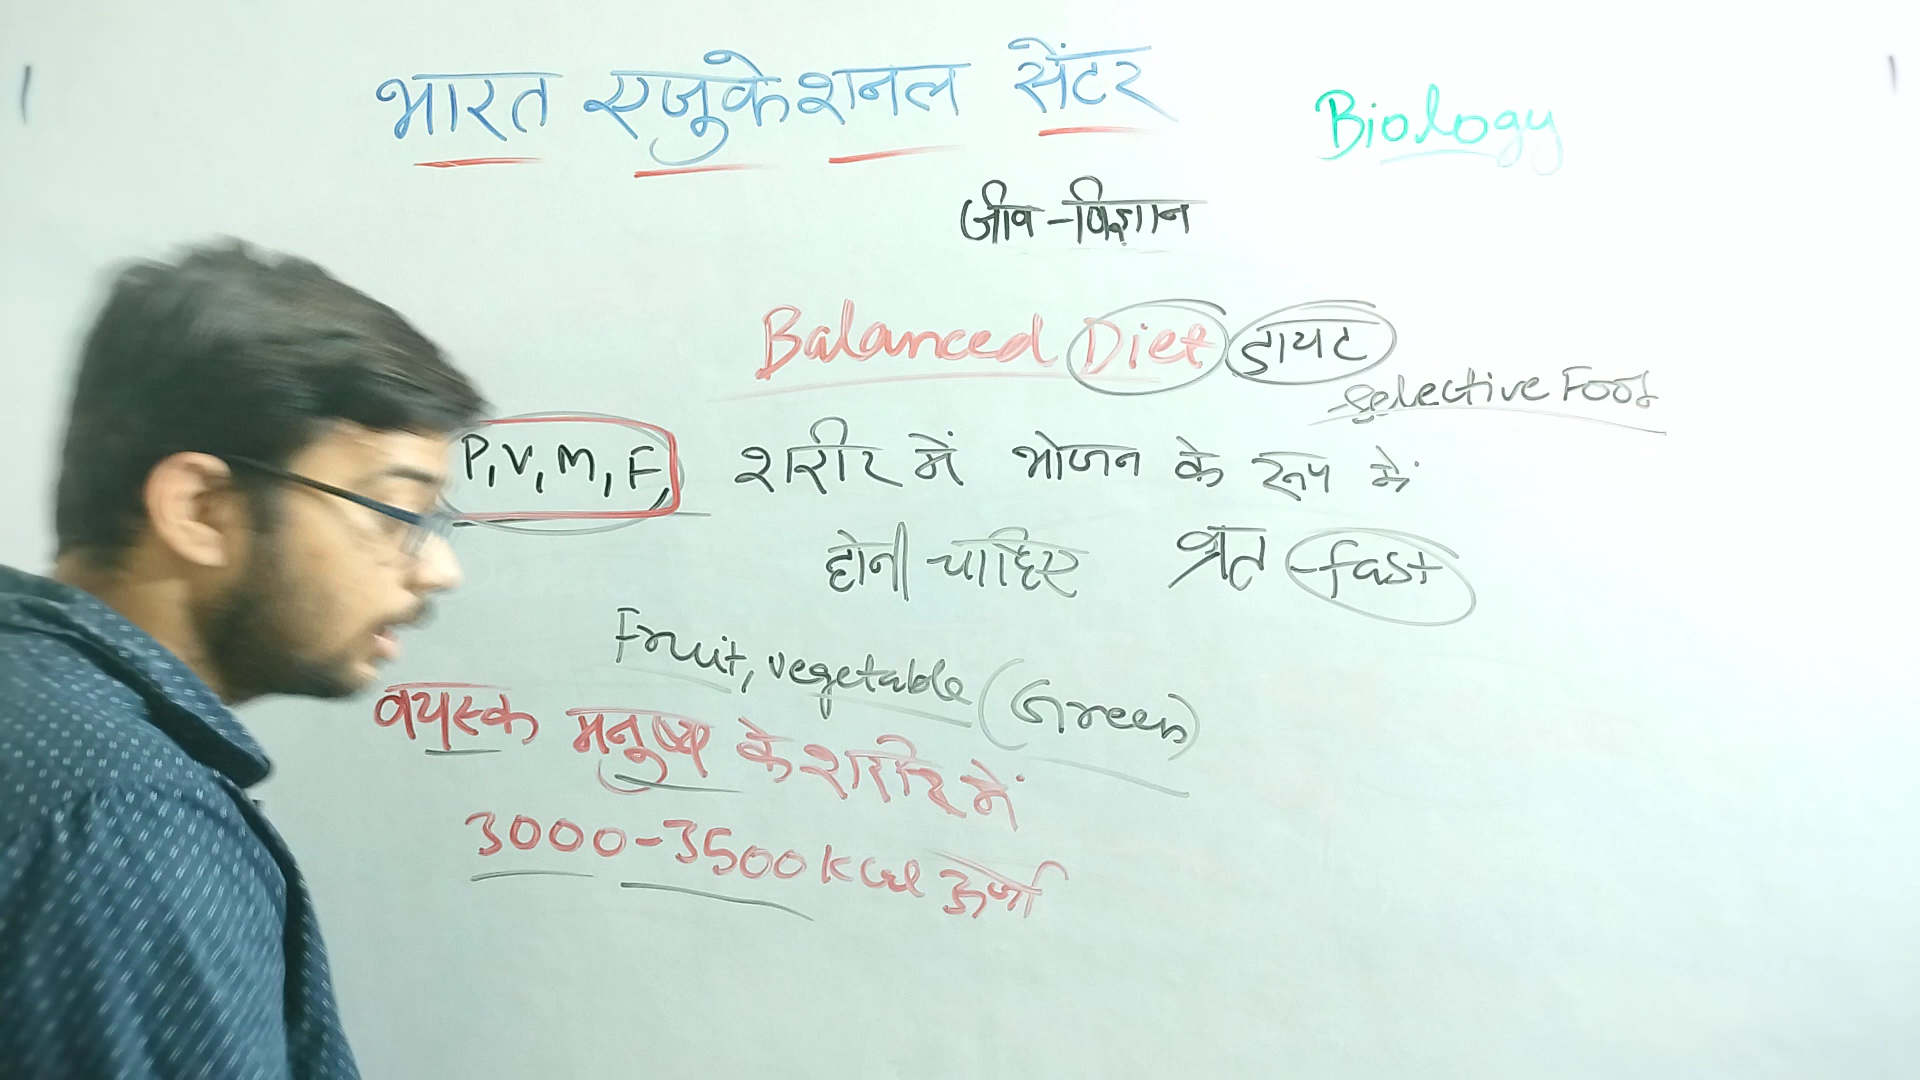 भारत एजुकेशनल सेंटर
Biology
जीव-विज्ञान
Balanced Diet डायट
selective Food
P, V, M, F, शरीर में भोजन के रूप में
होनी चाहिए व्रत - fast
Fruit, vegetable (Green)
वयस्क मनुष्य के शरीर में
3000-3500 kcal ऊर्जा